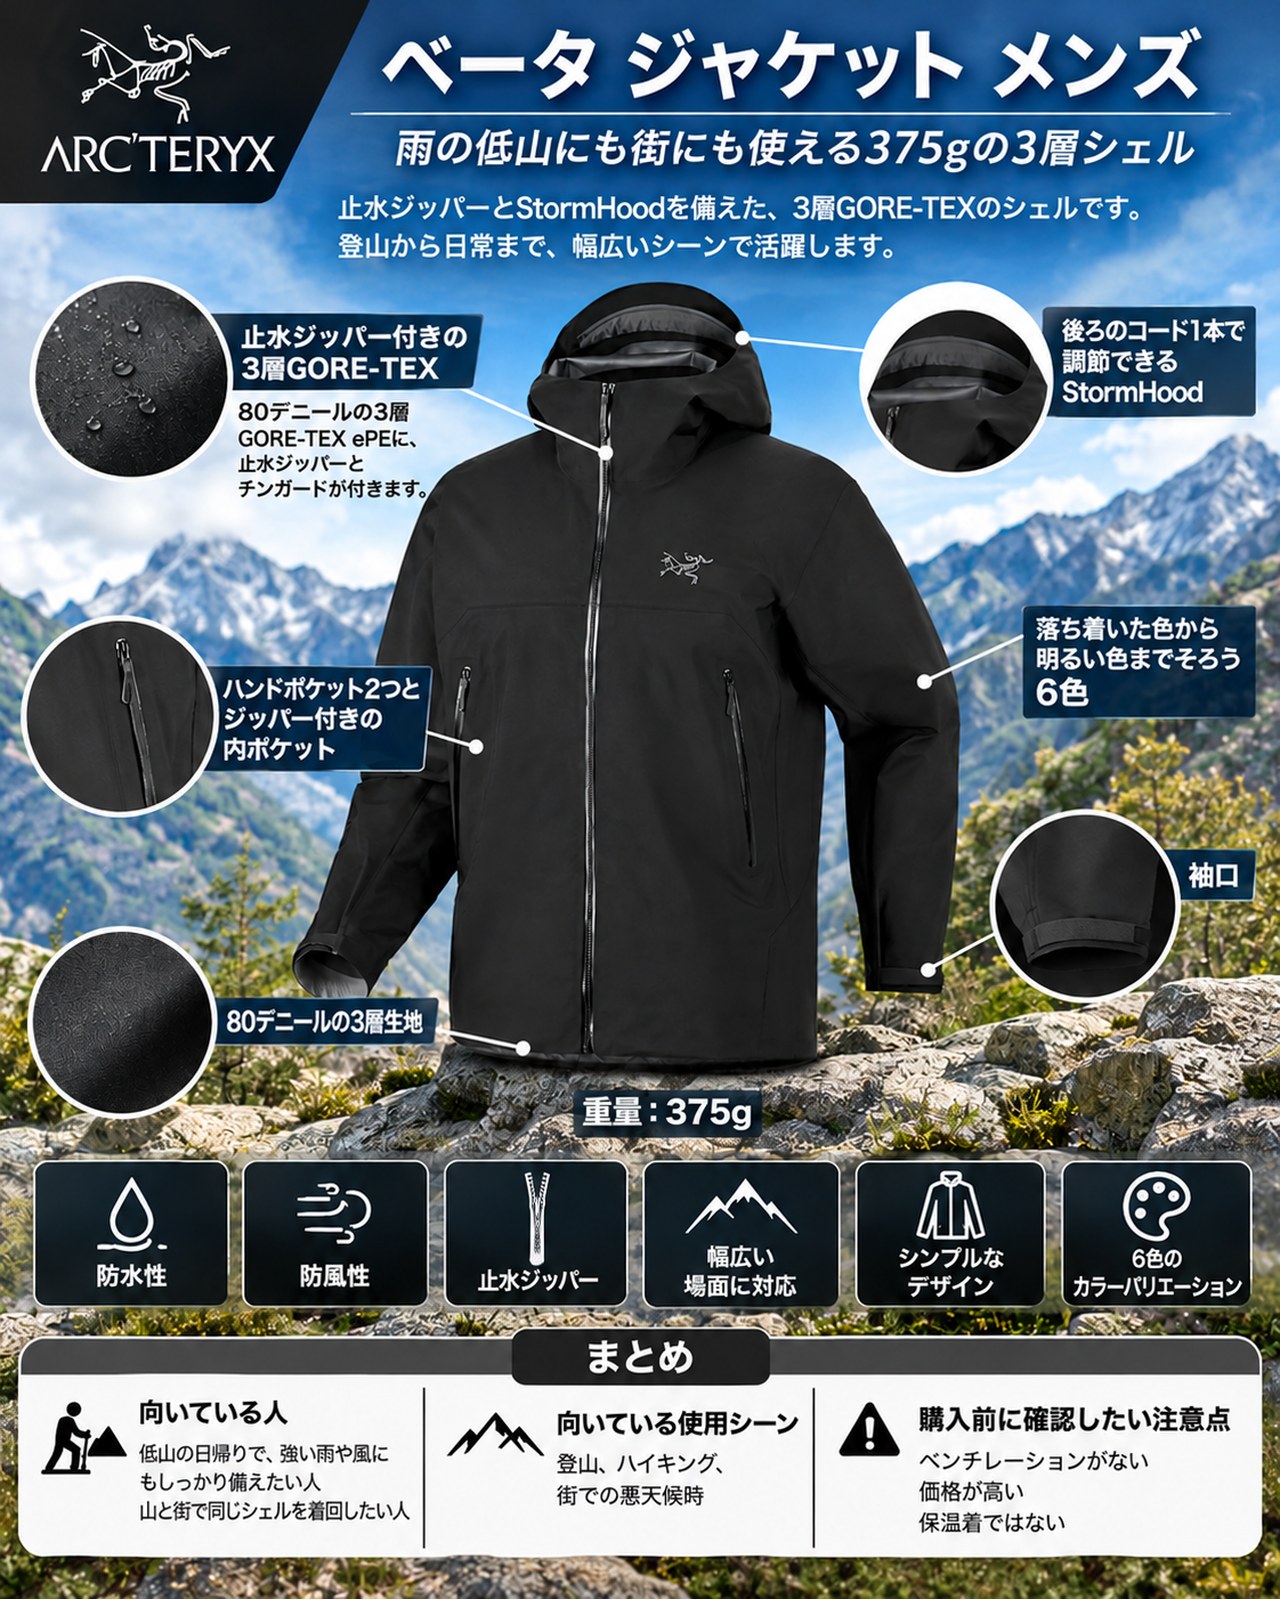 ARC'TERYX
ベータ ジャケット メンズ
雨の低山にも街にも使える375gの3層シェル
止水ジッパーとStormHoodを備えた、3層GORE-TEXのシェルです。
登山から日常まで、幅広いシーンで活躍します。
止水ジッパー付きの
3層GORE-TEX
80デニールの3層
GORE-TEX ePEに、
止水ジッパーと
チンガードが付きます。
後ろのコード1本で
調節できる
StormHood
ハンドポケット2つと
ジッパー付きの
内ポケット
落ち着いた色から
明るい色までそろう
6色
袖口
80デニールの3層生地
重量：375g
防水性
防風性
止水ジッパー
幅広い
場面に対応
シンプルな
デザイン
6色の
カラーバリエーション
まとめ
向いている人
低山の日帰りで、強い雨や風に
もしっかり備えたい人
山と街で同じシェルを着回したい人
向いている使用シーン
登山、ハイキング、
街での悪天候時
購入前に確認したい注意点
ベンチレーションがない
価格が高い
保温着ではない